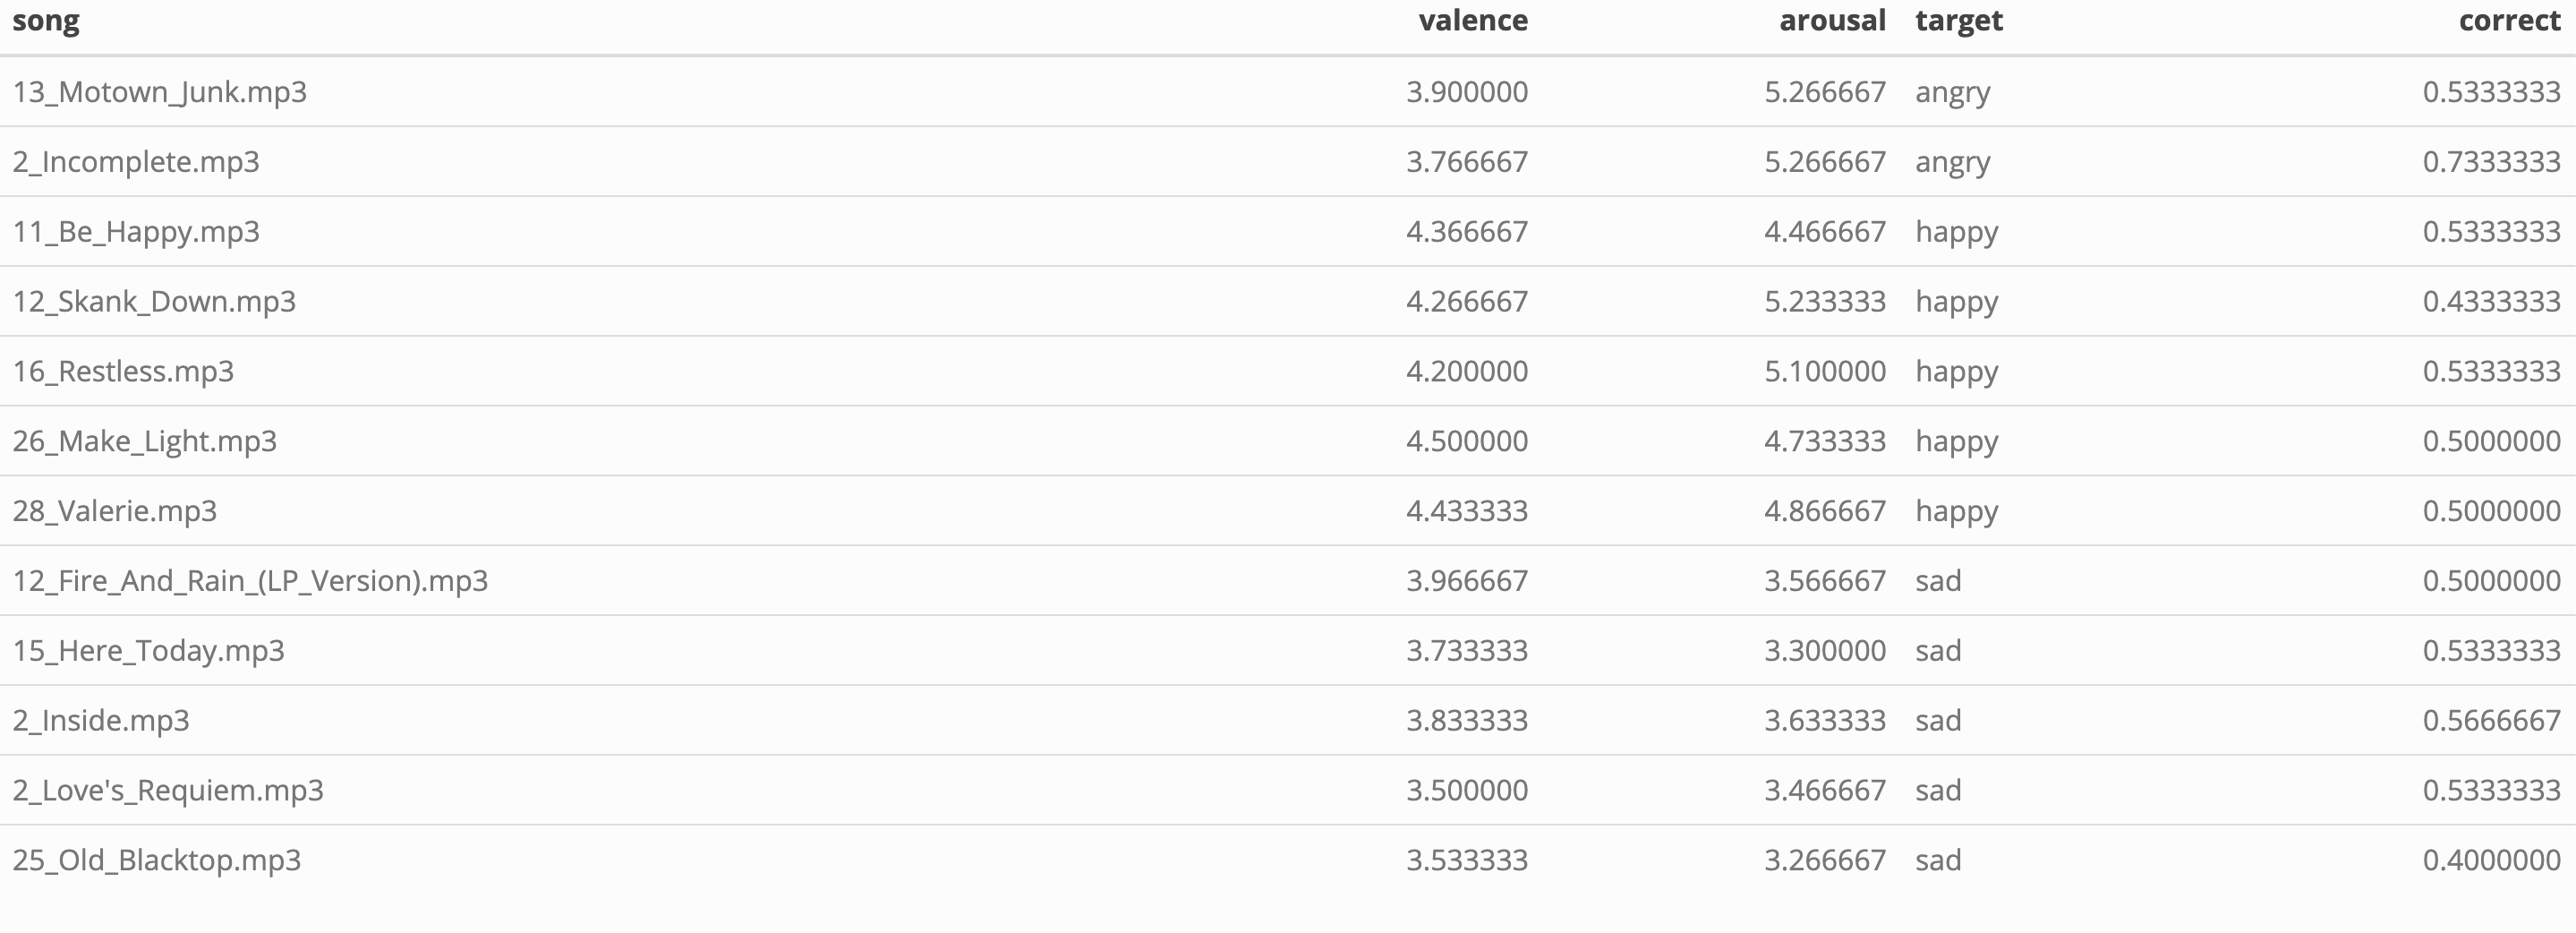 song valence arousal target correct
13_Motown_Junk.mp3 3.900000 5.266667 angry 0.5333333
2_Incomplete.mp3 3.766667 5.266667 angry 0.7333333
11_Be_Happy.mp3 4.366667 4.466667 happy 0.5333333
12_Skank_Down.mp3 4.266667 5.233333 happy 0.4333333
16_Restless.mp3 4.200000 5.100000 happy 0.5333333
26_Make_Light.mp3 4.500000 4.733333 happy 0.5000000
28_Valerie.mp3 4.433333 4.866667 happy 0.5000000
12_Fire_And_Rain_(LP_Version).mp3 3.966667 3.566667 sad 0.5000000
15_Here_Today.mp3 3.733333 3.300000 sad 0.5333333
2_Inside.mp3 3.833333 3.633333 sad 0.5666667
2_Love's_Requiem.mp3 3.500000 3.466667 sad 0.5333333
25_Old_Blacktop.mp3 3.533333 3.266667 sad 0.4000000